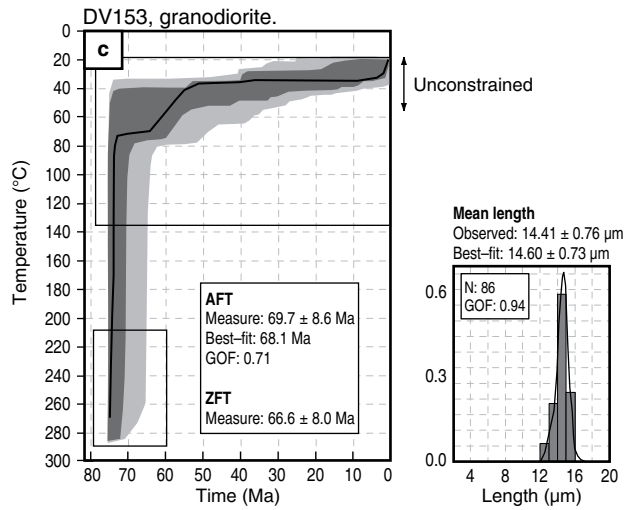 DV153, granodiorite.
c
0
20
40
60
80
100
120
140
160
180
200
220
240
260
280
300
Temperature (°C)
80 70 60 50 40 30 20 10 0
Time (Ma)
Unconstrained
AFT
Measure: 69.7 ± 8.6 Ma
Best–fit: 68.1 Ma
GOF: 0.71
ZFT
Measure: 66.6 ± 8.0 Ma
Mean length
Observed: 14.41 ± 0.76 µm
Best–fit: 14.60 ± 0.73 µm
N: 86
GOF: 0.94
0.6
0.3
0.0
4 8 12 16 20
Length (µm)